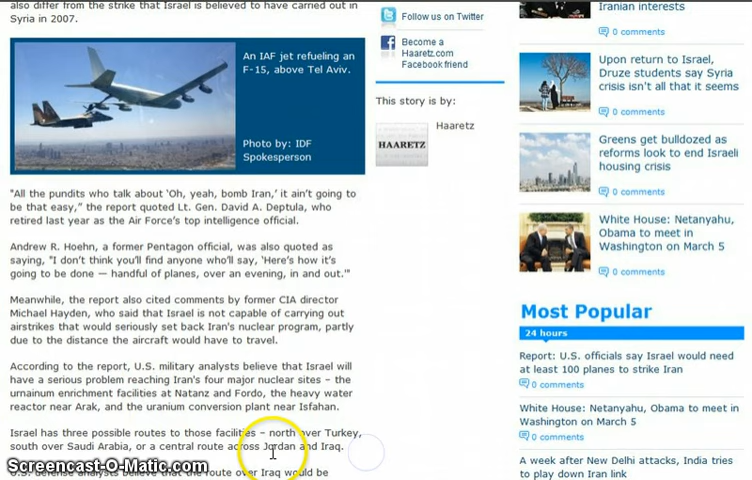 also differ from the strike that Israel is believed to have carried out in
Syria in 2007.
An IAF jet refueling an
F-15, above Tel Aviv.
Photo by: IDF
Spokesperson
"All the pundits who talk about 'Oh, yeah, bomb Iran,' it ain't going to
be that easy," the report quoted Lt. Gen. David A. Deptula, who
retired last year as the Air Force's top intelligence official.
Andrew R. Hoehn, a former Pentagon official, was also quoted as
saying, "I don't think you'll find anyone who'll say, 'Here's how it's
going to be done — handful of planes, over an evening, in and out.'"
Meanwhile, the report also cited comments by former CIA director
Michael Hayden, who said that Israel is not capable of carrying out
airstrikes that would seriously set back Iran's nuclear program, partly
due to the distance the aircraft would have to travel.
According to the report, U.S. military analysts believe that Israel will
have a serious problem reaching Iran's four major nuclear sites – the
urnainum enrichment facilities at Natanz and Fordo, the heavy water
reactor near Arak, and the uranium conversion plant near Isfahan.
Israel has three possible routes to those facilities – north over Turkey,
south over Saudi Arabia, or a central route across Jordan and Iraq.
U.S. defense analysts believe that the route over Iraq would be
Screencast-O-Matic.com
Follow us on Twitter
Become a
Haaretz.com
Facebook friend
This story is by:
Haaretz
HAARETZ
Iranian interests
0 comments
Upon return to Israel,
Druze students say Syria
crisis isn't all that it seems
0 comments
Greens get bulldozed as
reforms look to end Israeli
housing crisis
0 comments
White House: Netanyahu,
Obama to meet in
Washington on March 5
0 comments
Most Popular
24 hours
Report: U.S. officials say Israel would need
at least 100 planes to strike Iran
0 comments
White House: Netanyahu, Obama to meet in
Washington on March 5
0 comments
A week after New Delhi attacks, India tries
to play down Iran link